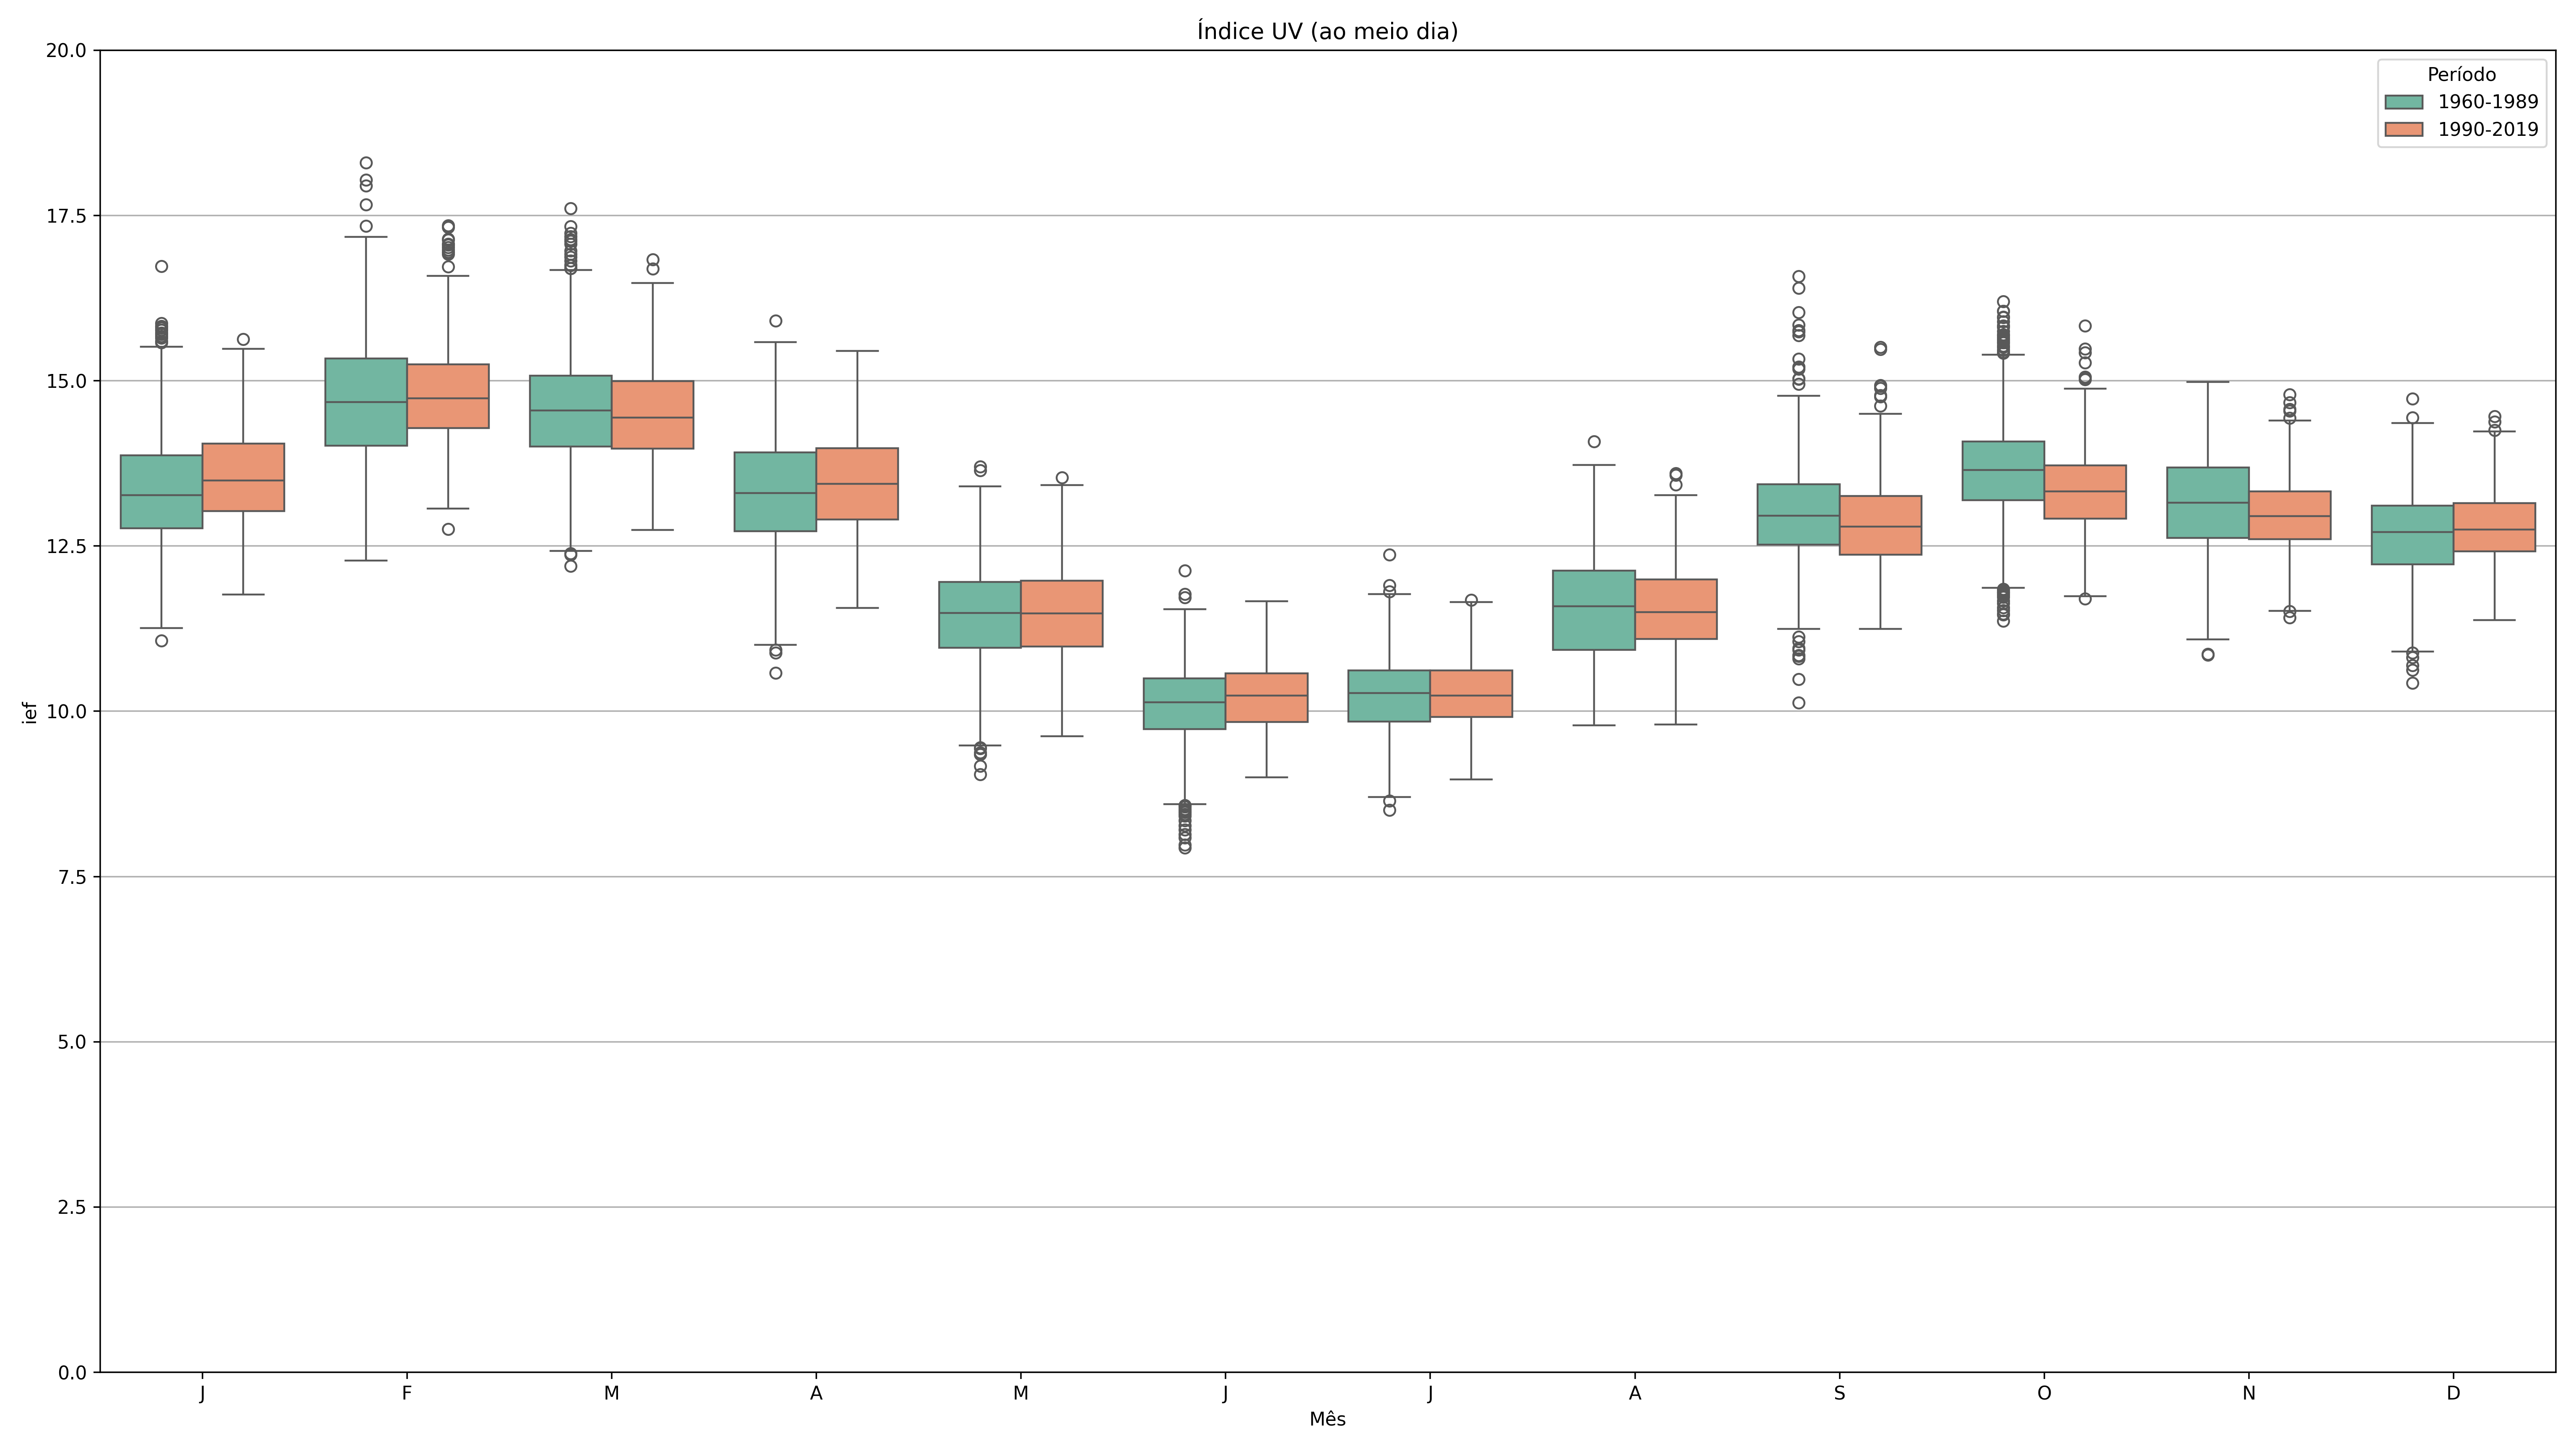 Índice UV (ao meio dia)
Período
1960-1989
1990-2019
20.0
17.5
15.0
12.5
10.0
7.5
5.0
2.5
0.0
ief
J F M A M J J A S O N D
Mês